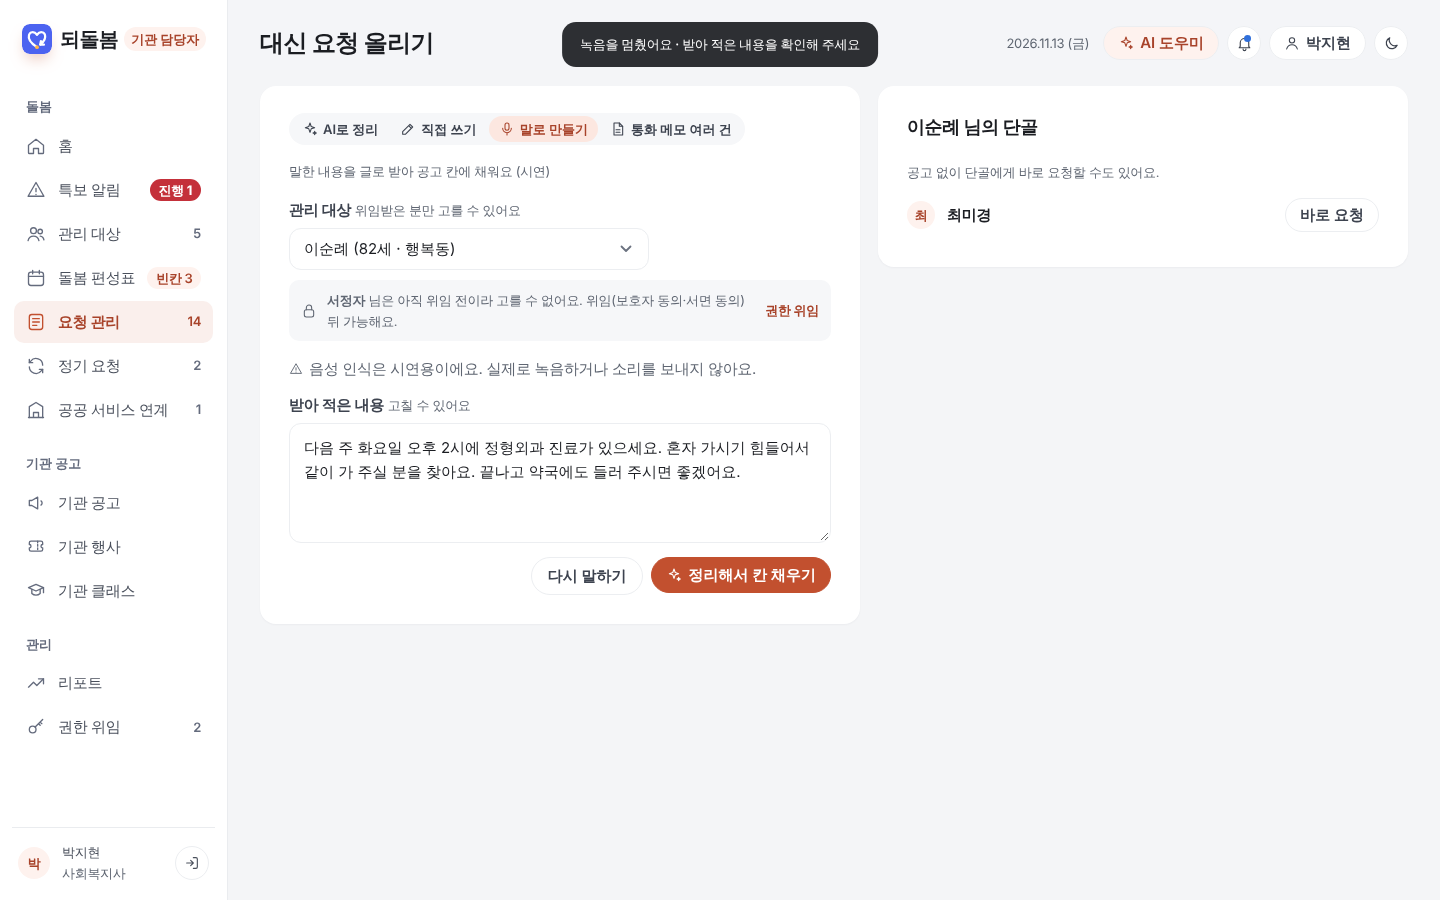 되돌봄 기관 담당자
돌봄
홈
특보 알림 진행 1
관리 대상 5
돌봄 편성표 빈칸 3
요청 관리 14
정기 요청 2
공공 서비스 연계 1
기관 공고
기관 공고
기관 행사
기관 클래스
관리
리포트
권한 위임 2
박 박지현
사회복지사
대신 요청 올리기
녹음을 멈췄어요 · 받아 적은 내용을 확인해 주세요
2026.11.13 (금) AI 도우미 박지현
AI로 정리 직접 쓰기 말로 만들기 통화 메모 여러 건
말한 내용을 글로 받아 공고 칸에 채워요 (시연)
관리 대상 위임받은 분만 고를 수 있어요
이순례 (82세 · 행복동)
서정자 님은 아직 위임 전이라 고를 수 없어요. 위임(보호자 동의·서면 동의)
뒤 가능해요.
권한 위임
음성 인식은 시연용이에요. 실제로 녹음하거나 소리를 보내지 않아요.
받아 적은 내용 고칠 수 있어요
다음 주 화요일 오후 2시에 정형외과 진료가 있으세요. 혼자 가시기 힘들어서
같이 가 주실 분을 찾아요. 끝나고 약국에도 들러 주시면 좋겠어요.
다시 말하기 정리해서 칸 채우기
이순례 님의 단골
공고 없이 단골에게 바로 요청할 수도 있어요.
최 최미경 바로 요청